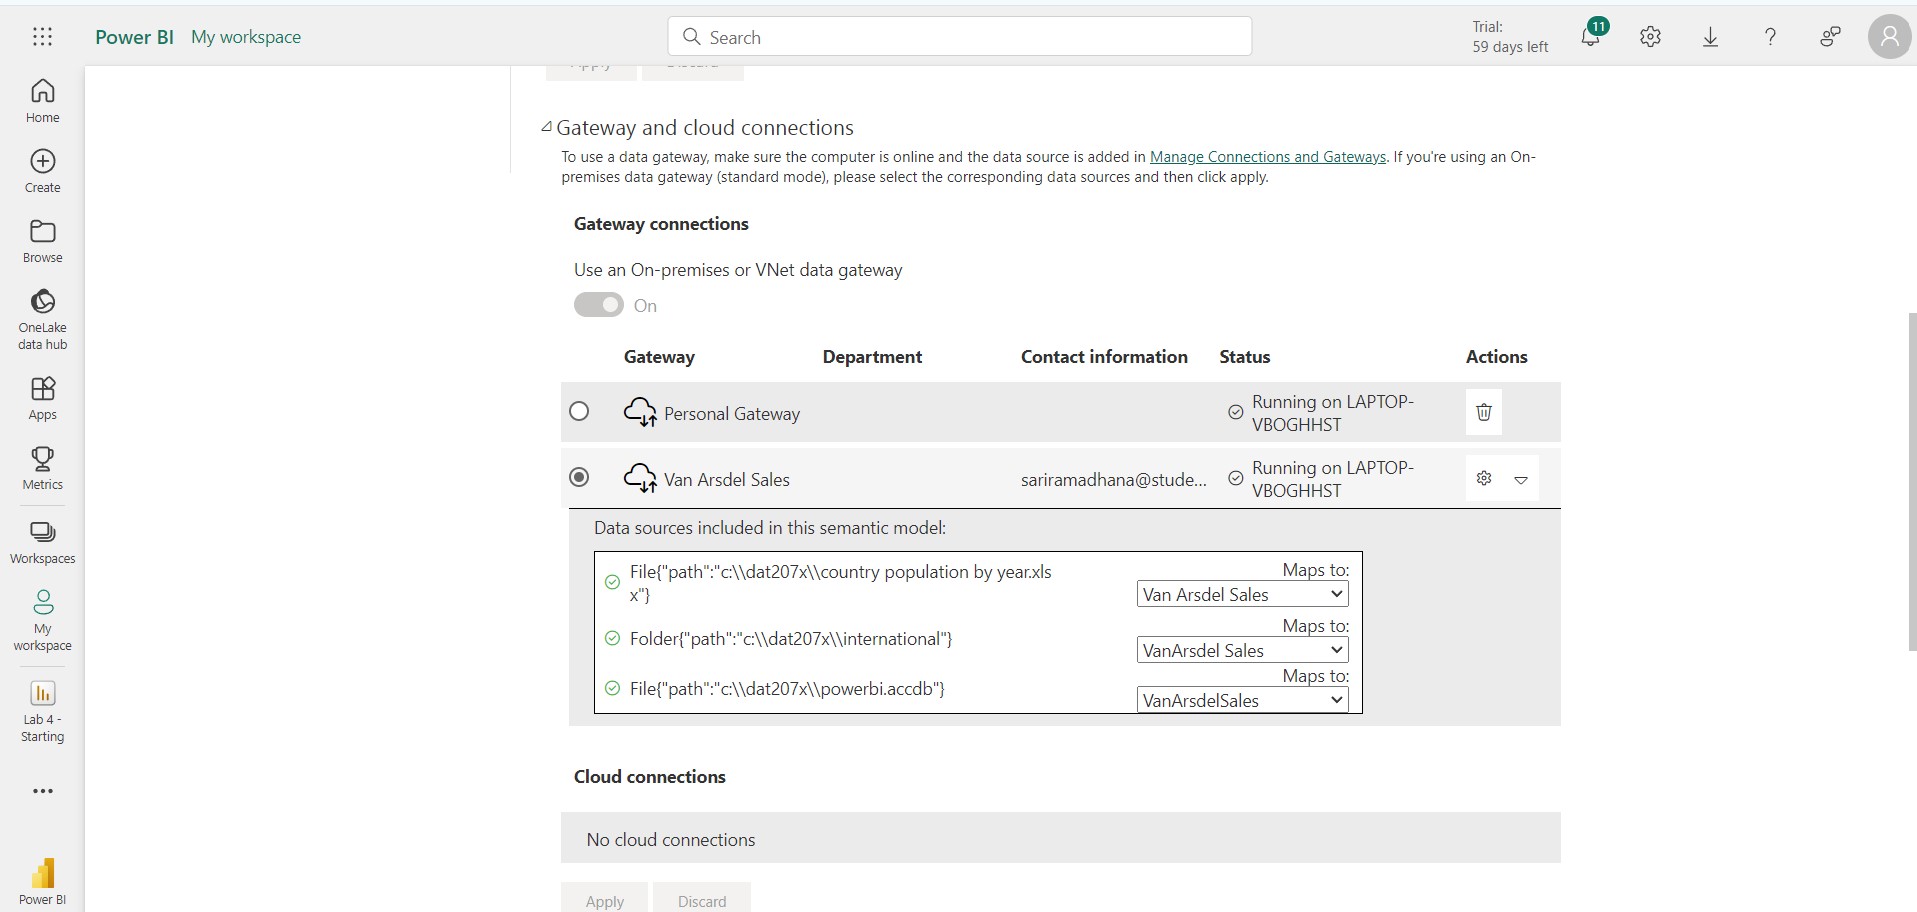 Power BI My workspace
Search
Trial:
59 days left
11
Home
Create
Browse
OneLake
data hub
Apps
Metrics
Workspaces
My
workspace
Lab 4 -
Starting
Power BI
Gateway and cloud connections
To use a data gateway, make sure the computer is online and the data source is added in Manage Connections and Gateways. If you're using an On-
premises data gateway (standard mode), please select the corresponding data sources and then click apply.
Gateway connections
Use an On-premises or VNet data gateway
On
Gateway Department Contact information Status Actions
Personal Gateway Running on LAPTOP-
VBOGHHST
Van Arsdel Sales sariramadhana@stude... Running on LAPTOP-
VBOGHHST
Data sources included in this semantic model:
File{"path":"c:\\dat207x\\country population by year.xls
x"}
Maps to:
Van Arsdel Sales
Folder{"path":"c:\\dat207x\\international"}
Maps to:
VanArsdel Sales
File{"path":"c:\\dat207x\\powerbi.accdb"}
Maps to:
VanArsdelSales
Cloud connections
No cloud connections
Apply Discard